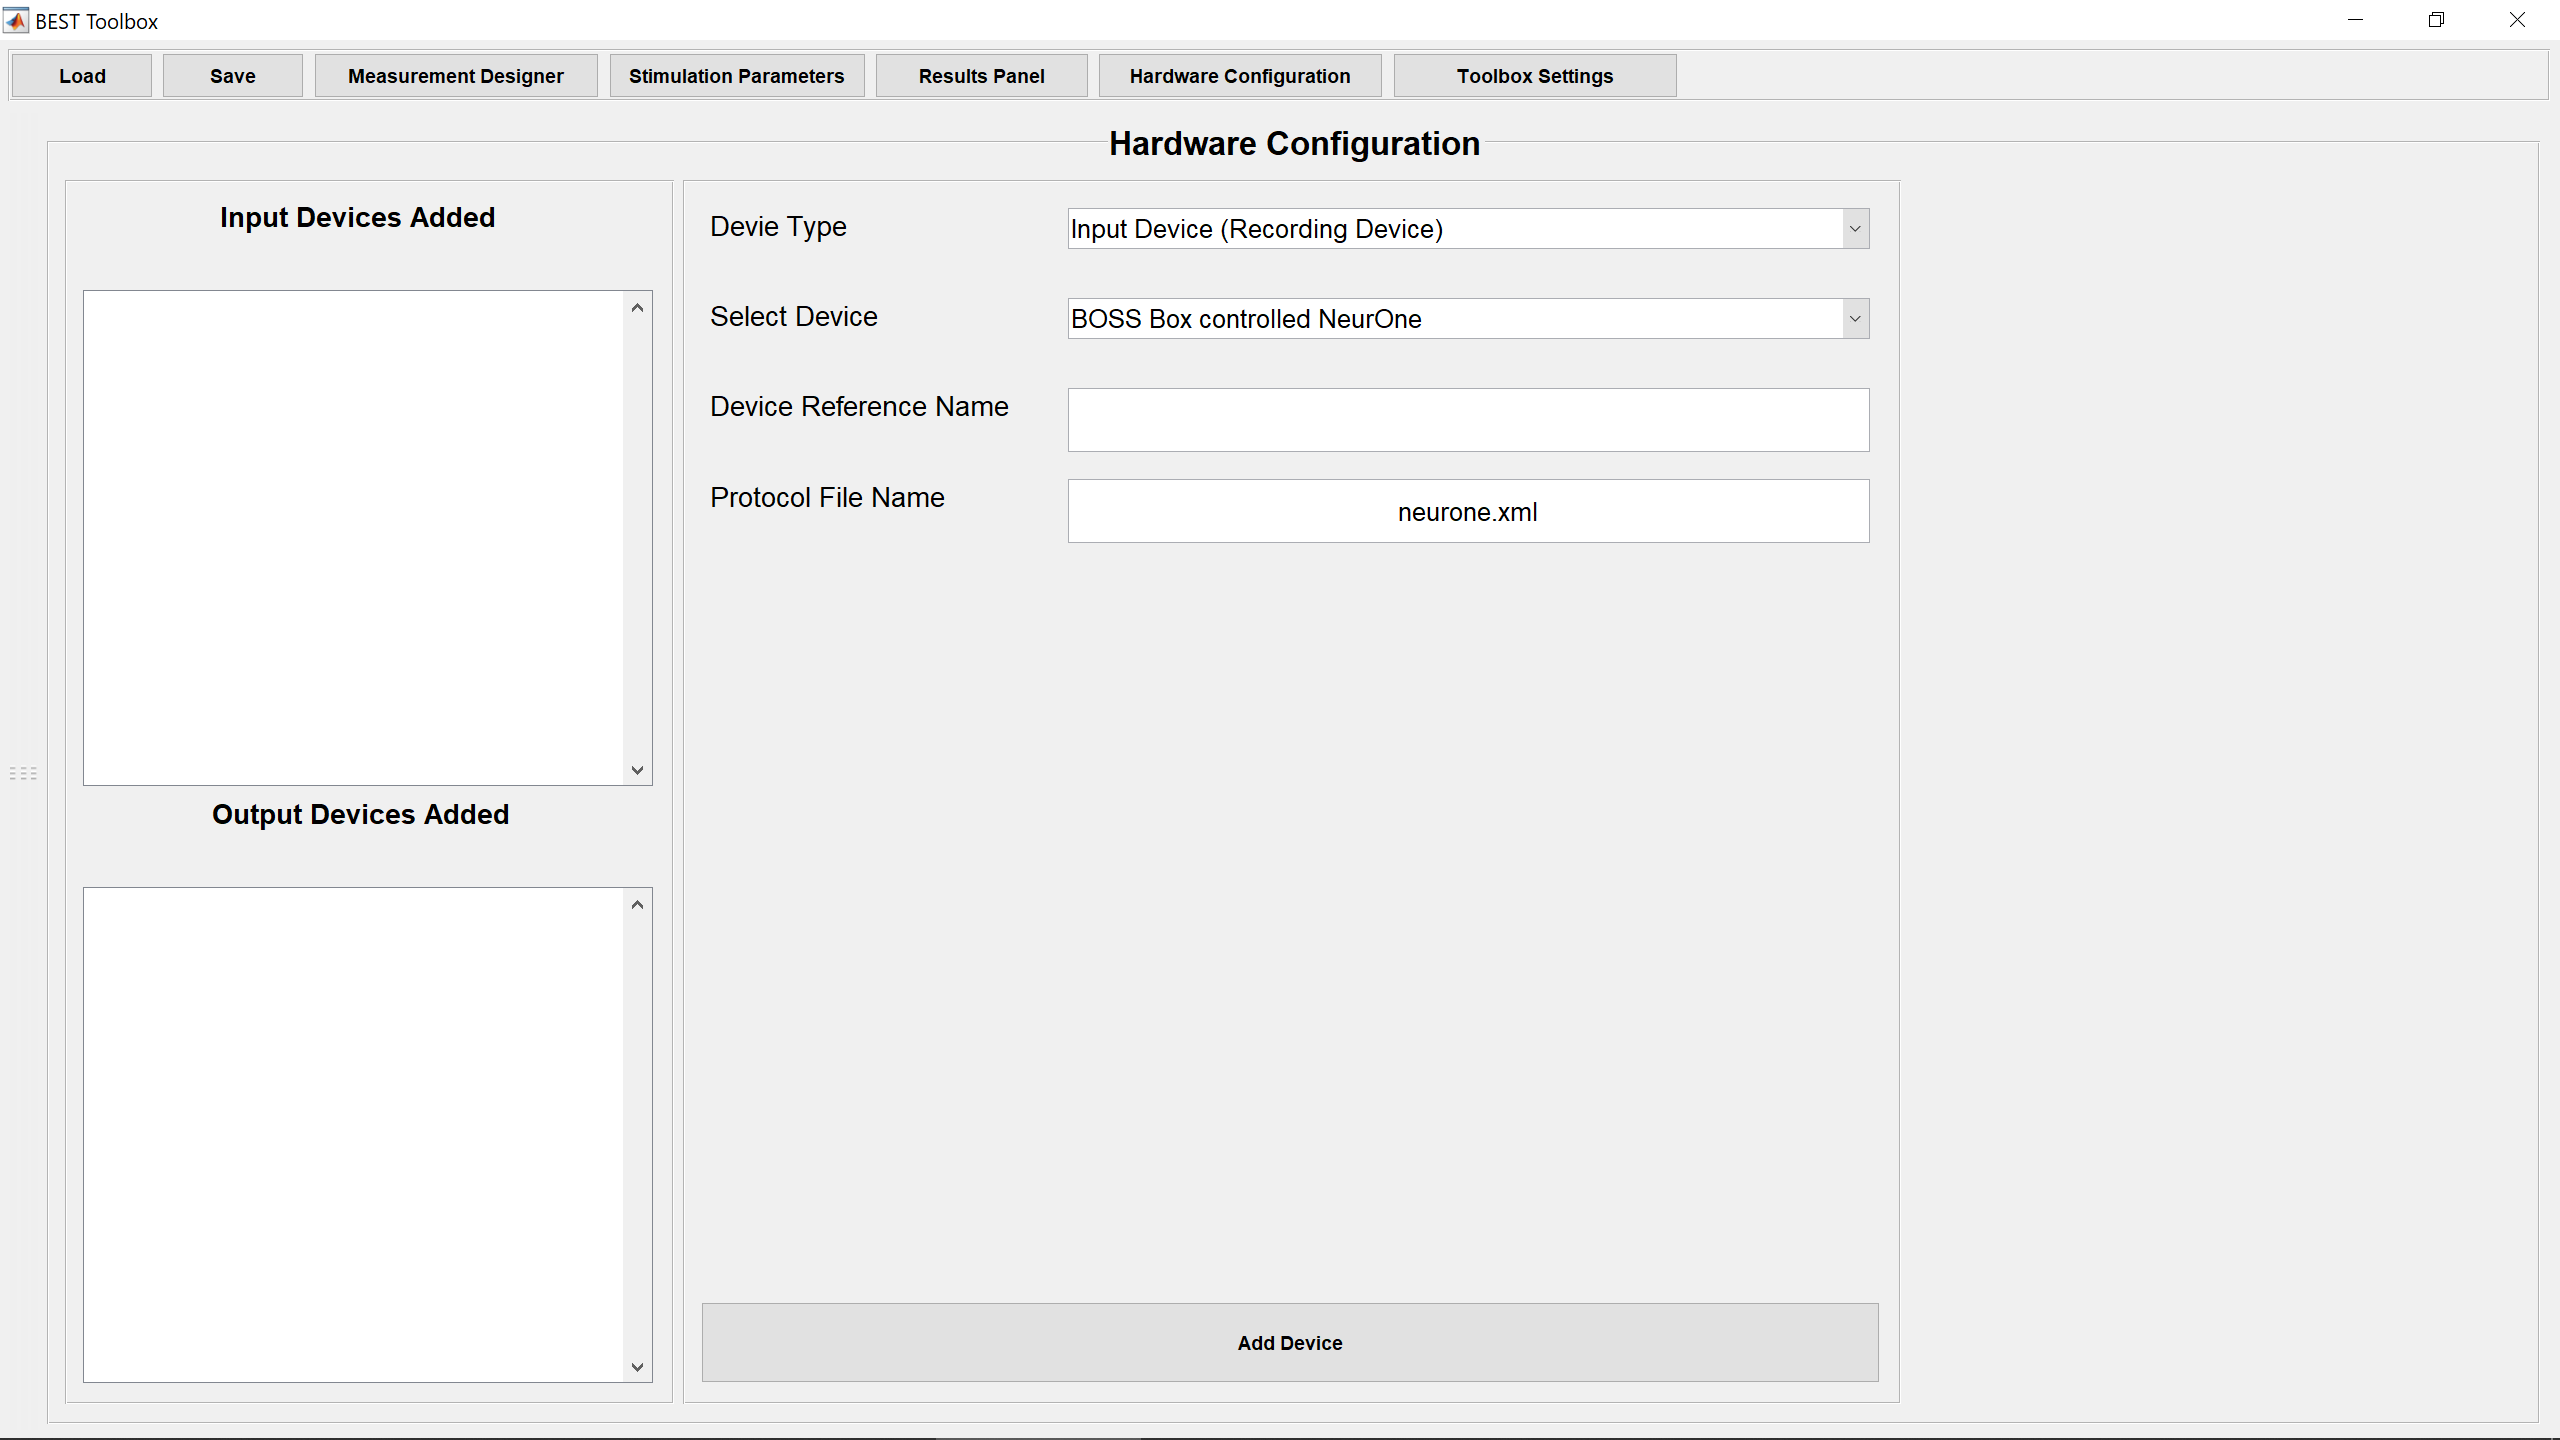 BEST Toolbox
Load Save Measurement Designer Stimulation Parameters Results Panel Hardware Configuration Toolbox Settings
Hardware Configuration
Input Devices Added
Output Devices Added
Devie Type Input Device (Recording Device)
Select Device BOSS Box controlled NeurOne
Device Reference Name
Protocol File Name neurone.xml
Add Device